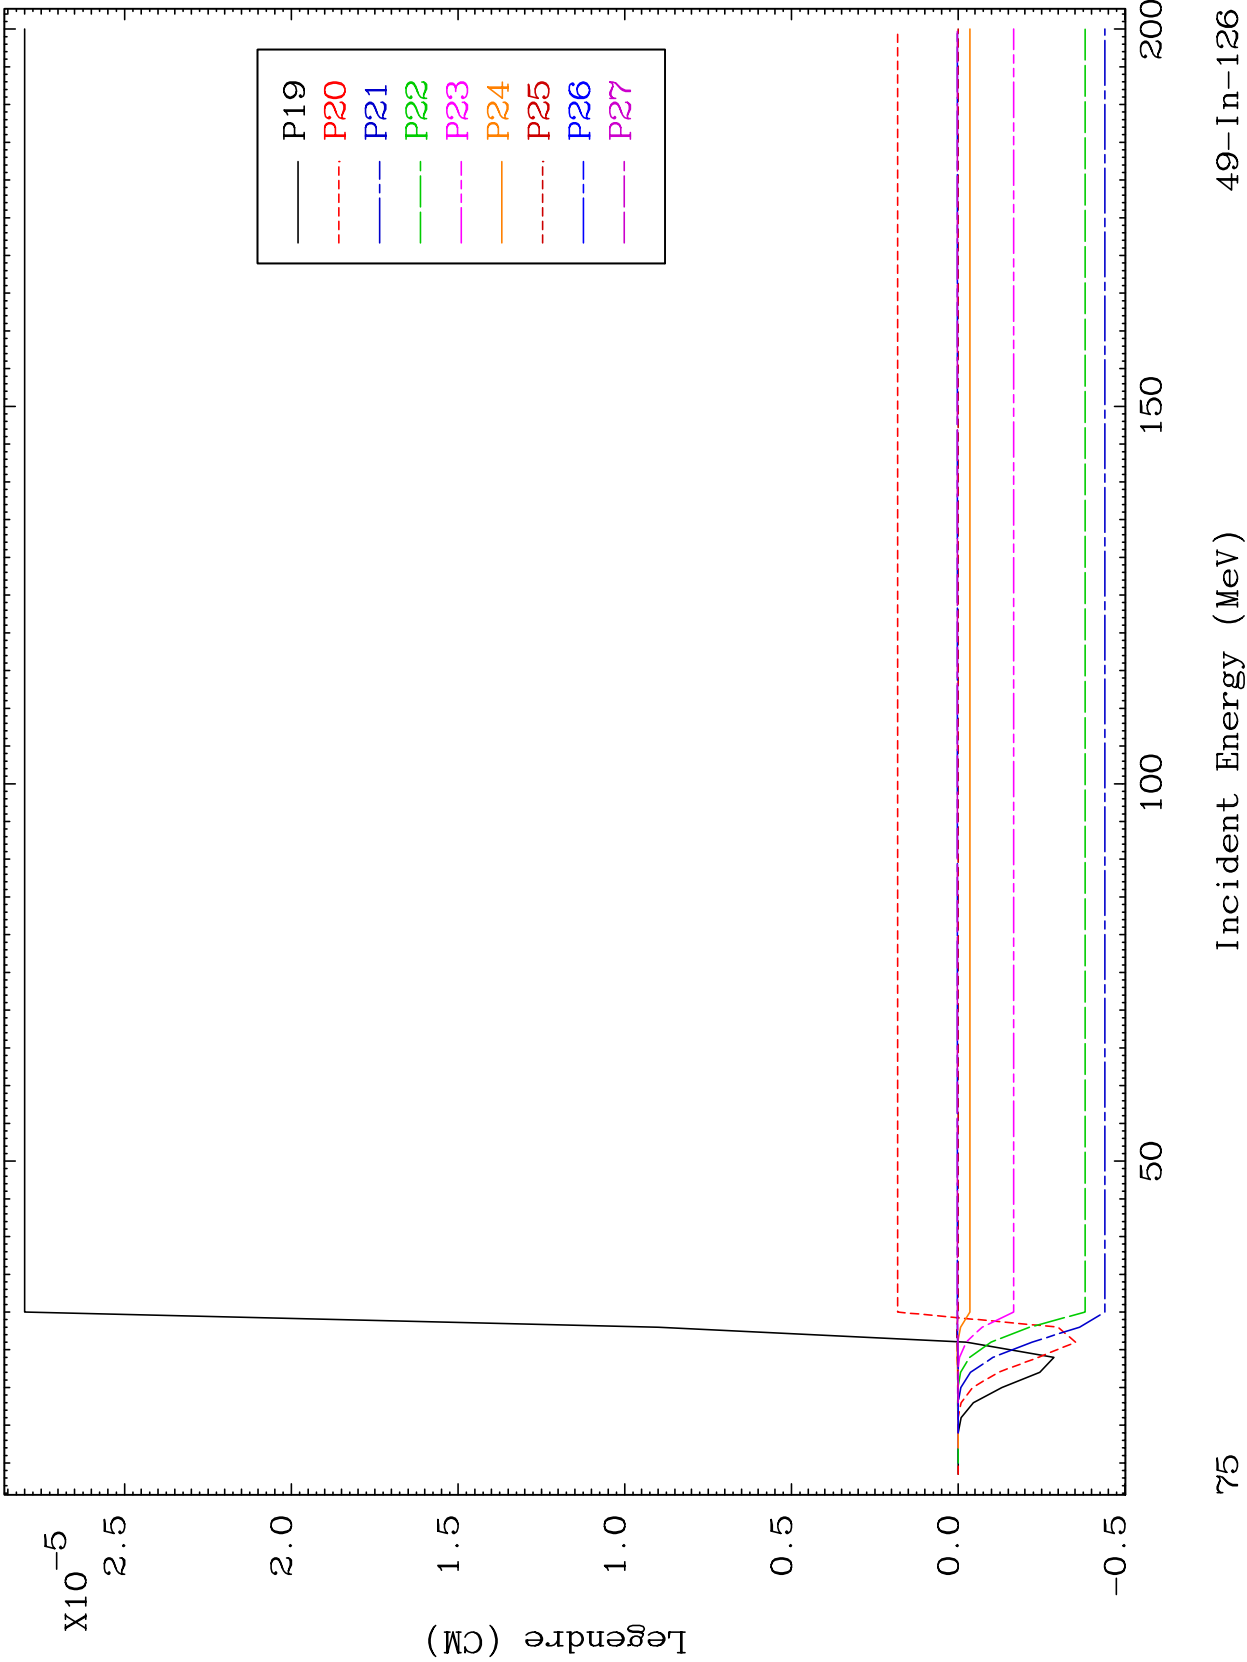 X10-5
2.5
2.0
1.5
1.0
0.5
0.0
-0.5
Legendre (CM)
P19
P20
P21
P22
P23
P24
P25
P26
P27
50
100
150
200
75
Incident Energy (MeV)
49-In-126